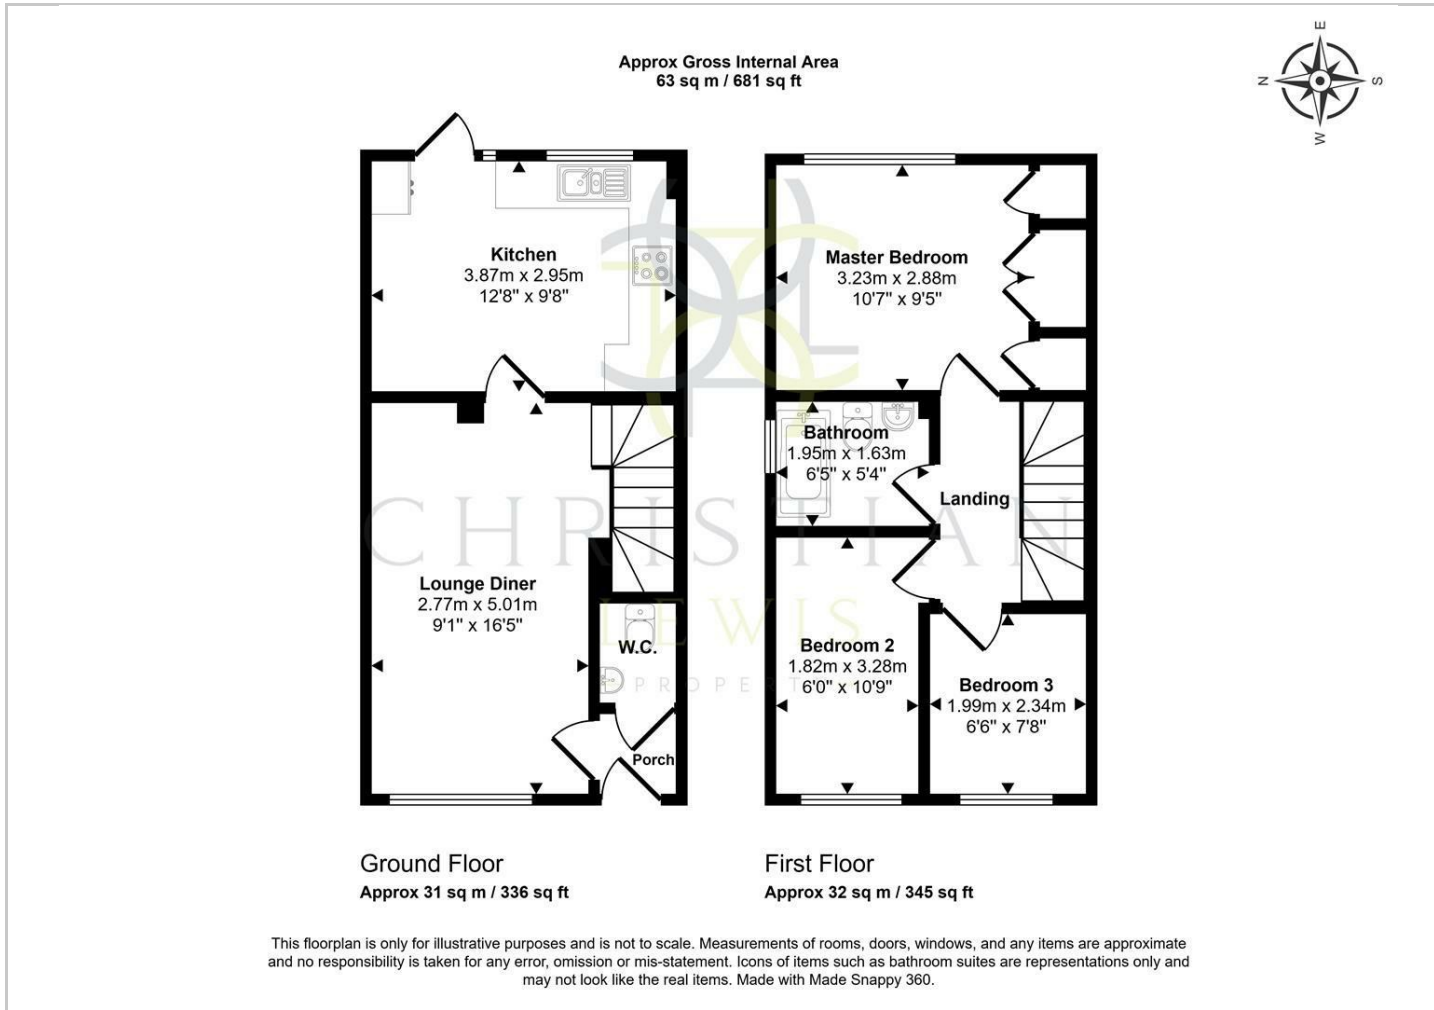 Approx Gross Internal Area
63 sq m / 681 sq ft
E
N
S
W
Kitchen
3.87m x 2.95m
12'8" x 9'8"
Master Bedroom
3.23m x 2.88m
10'7" x 9'5"
Bathroom
1.95m x 1.63m
6'5" x 5'4"
Landing
CHRISTIAN
LEWIS
PROPERT
Lounge Diner
2.77m x 5.01m
9'1" x 16'5"
W.C.
Porch
Bedroom 2
1.82m x 3.28m
6'0" x 10'9"
Bedroom 3
1.99m x 2.34m
6'6" x 7'8"
Ground Floor
Approx 31 sq m / 336 sq ft
First Floor
Approx 32 sq m / 345 sq ft
This floorplan is only for illustrative purposes and is not to scale. Measurements of rooms, doors, windows, and any items are approximate
and no responsibility is taken for any error, omission or mis-statement. Icons of items such as bathroom suites are representations only and
may not look like the real items. Made with Made Snappy 360.